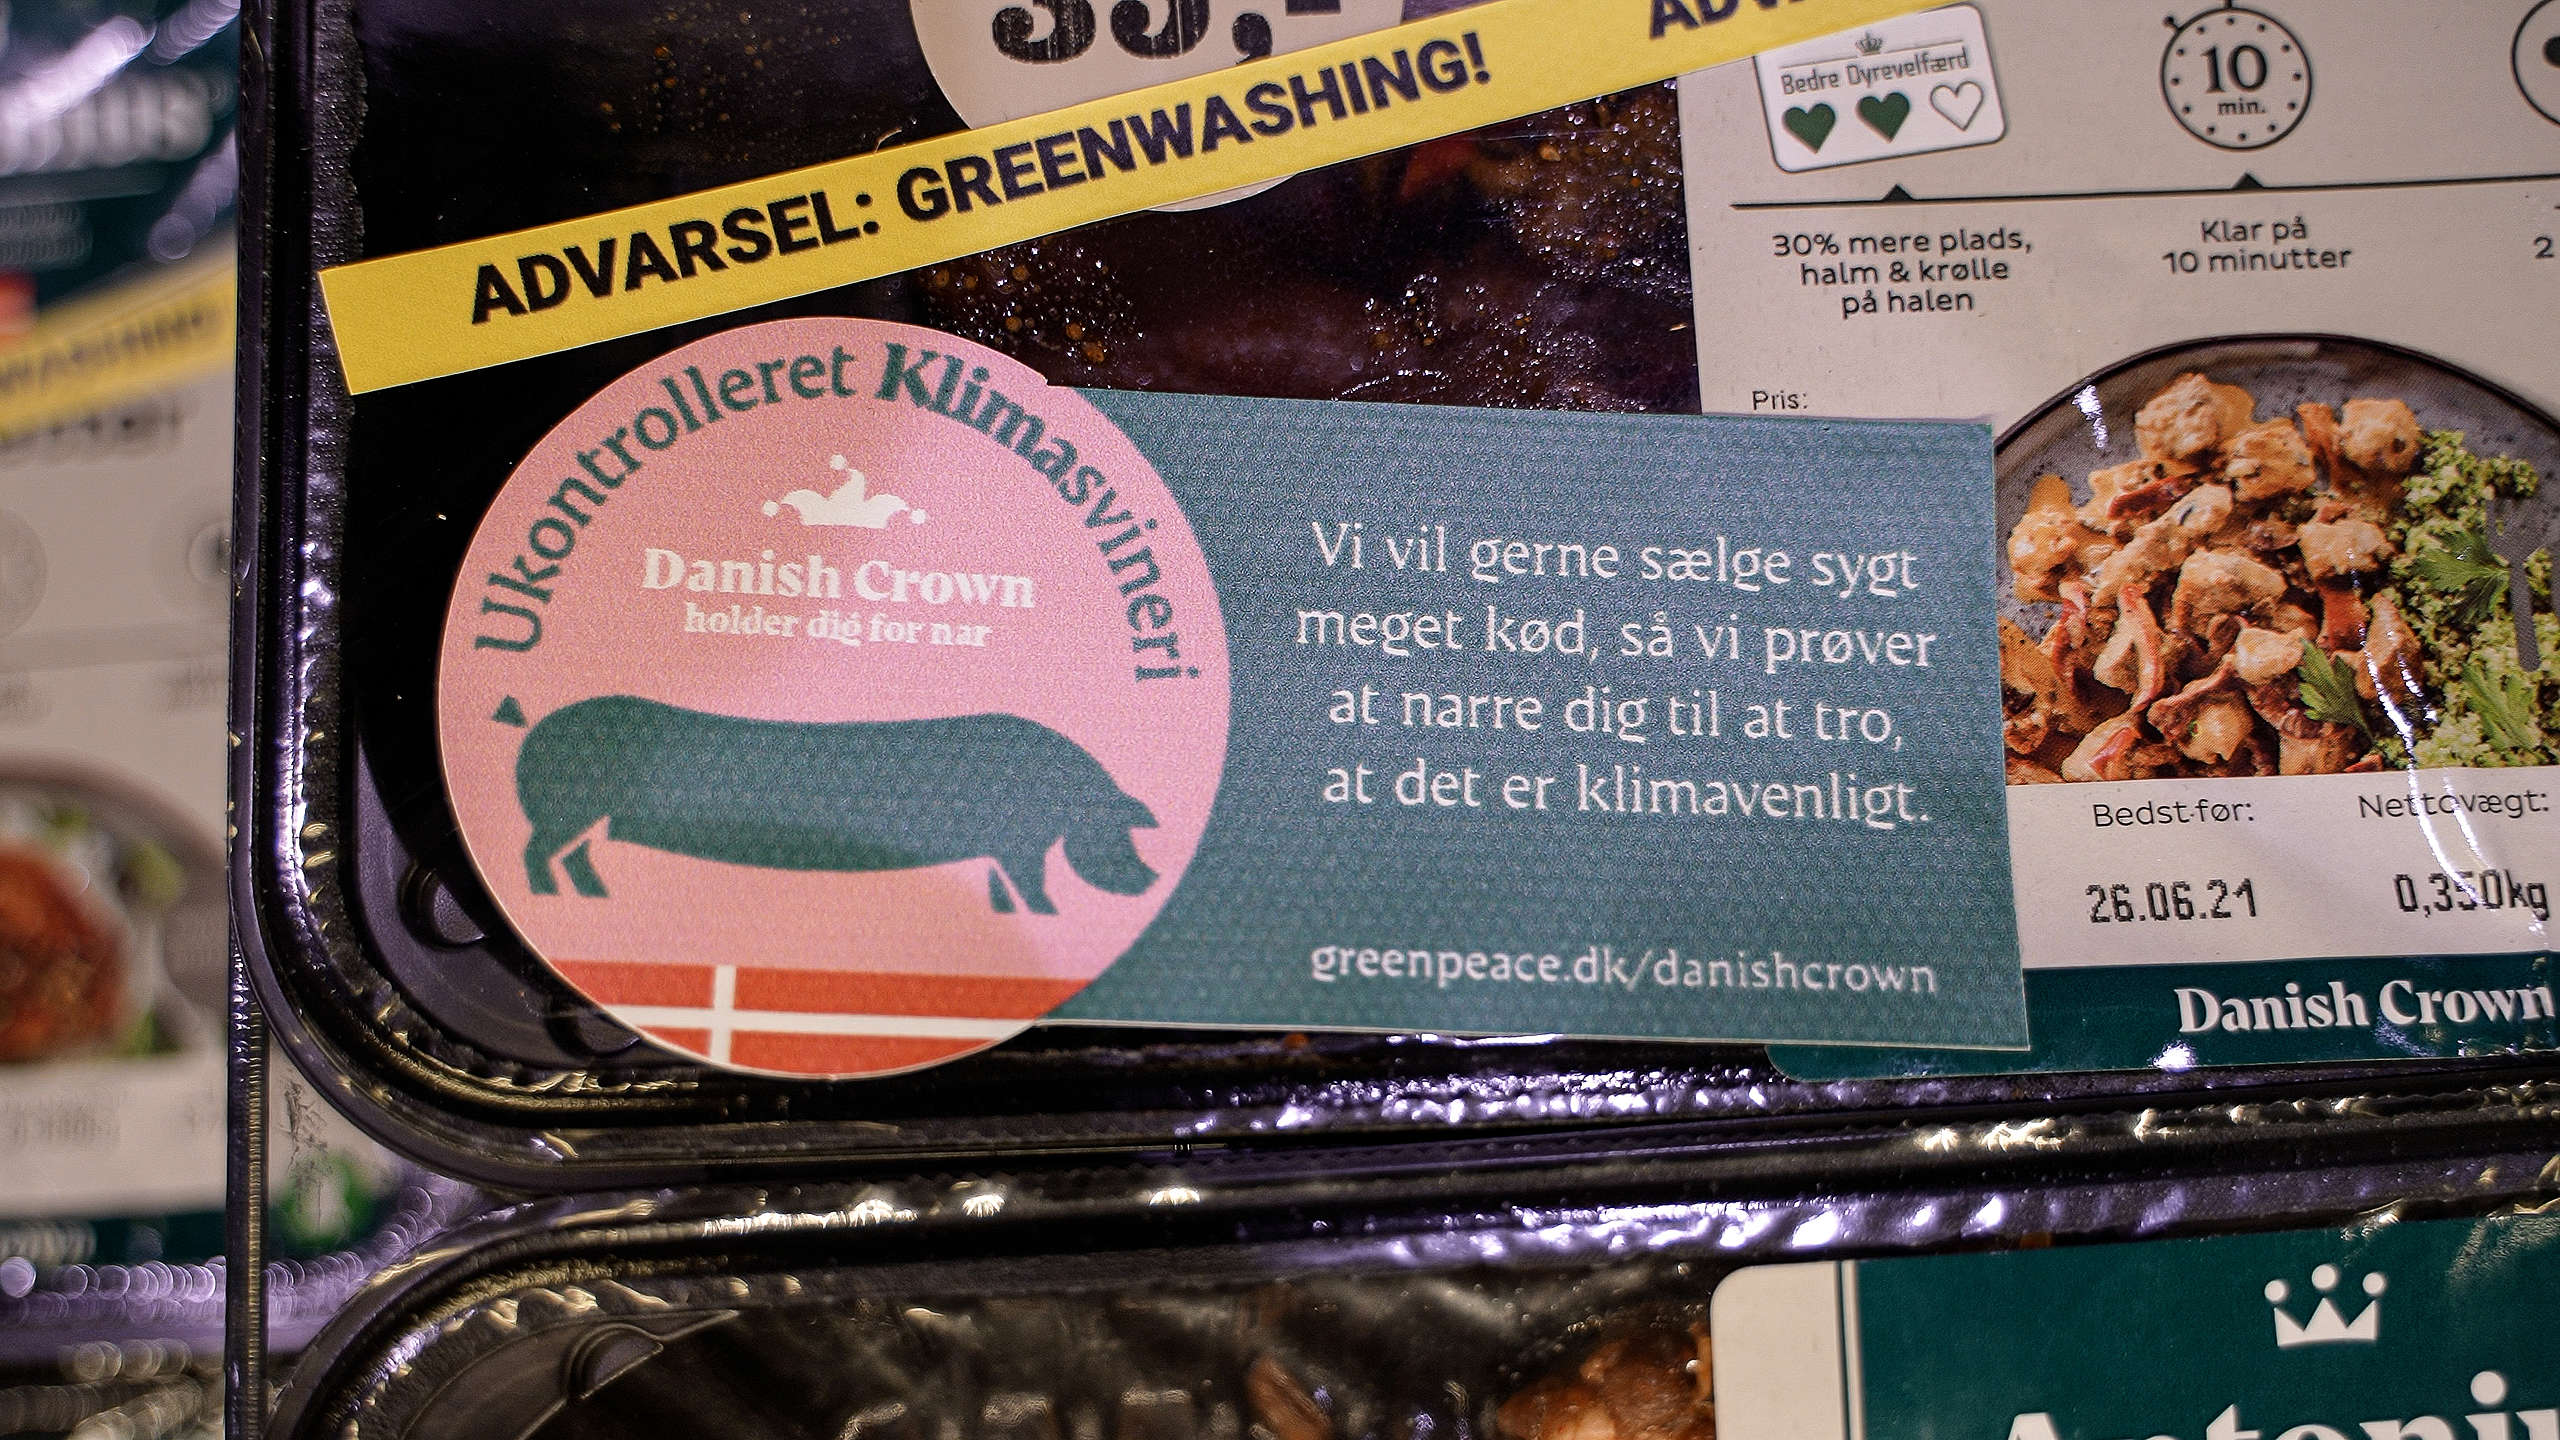 ADVARSEL: GREENWASHING!
Bedre Dyrevelfærd
10
min.
30% mere plads,
halm & krølle
på halen
Klar på
10 minutter
2
Pris:
Ukontrolleret Klimasvineri
Danish Crown
holder dig for nar
Vi vil gerne sælge sygt
meget kød, så vi prøver
at narre dig til at tro,
at det er klimavenligt.
greenpeace.dk/danishcrown
Bedst før:
Nettovægt:
26.06.21
0,350kg
Danish Crown